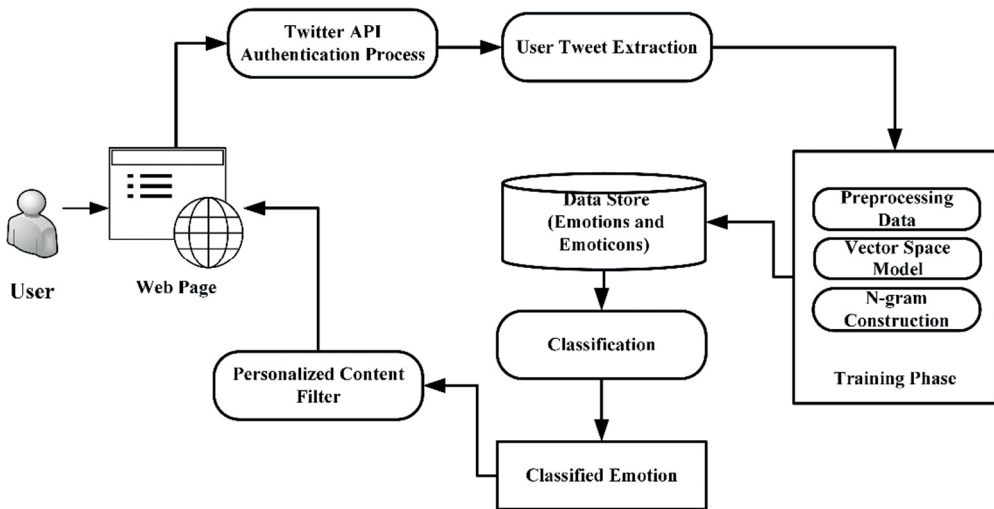 Twitter API
Authentication Process
User Tweet Extraction
Preprocessing
Data
Vector Space
Model
N-gram
Construction
Training Phase
Data Store
(Emotions and
Emoticons)
User
Web Page
Classification
Personalized Content
Filter
Classified Emotion